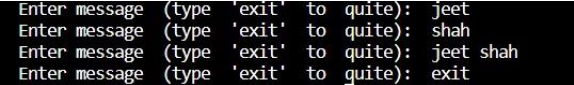 Enter message (type 'exit' to quite): jeet
Enter message (type 'exit' to quite): shah
Enter message (type 'exit' to quite): jeet shah
Enter message (type 'exit' to quite): exit